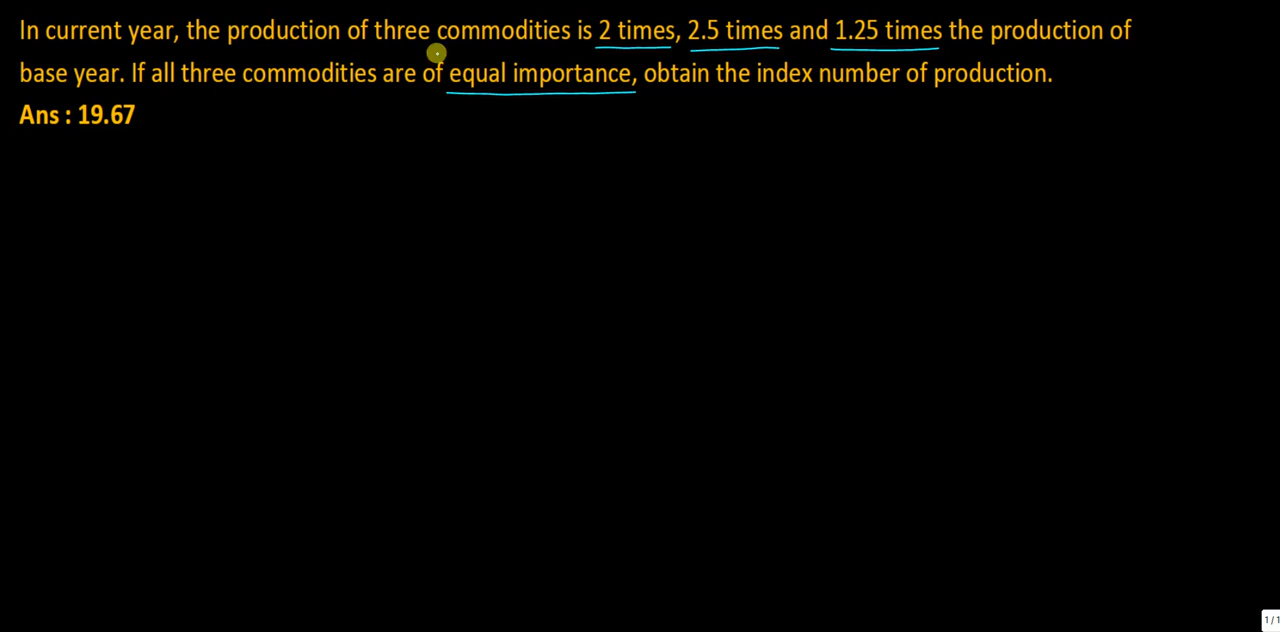 In current year, the production of three commodities is 2 times, 2.5 times and 1.25 times the production of
base year. If all three commodities are of equal importance, obtain the index number of production.
Ans : 19.67
1 / 1